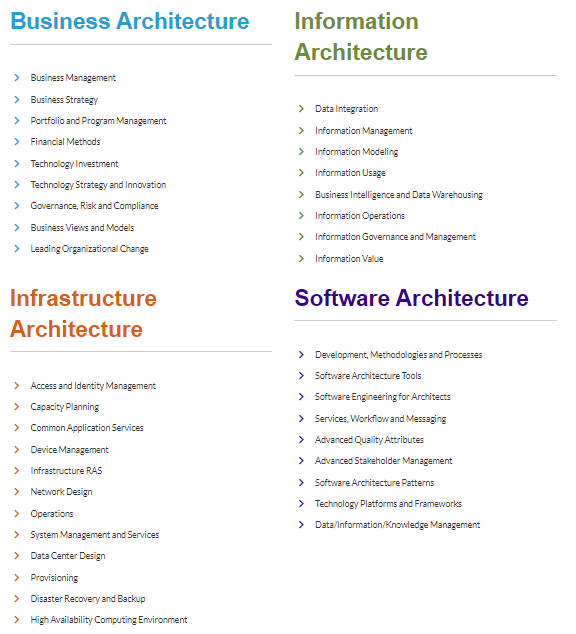 Business Architecture
Business Management
Business Strategy
Portfolio and Program Management
Financial Methods
Technology Investment
Technology Strategy and Innovation
Governance, Risk and Compliance
Business Views and Models
Leading Organizational Change
Information
Architecture
Data Integration
Information Management
Information Modeling
Information Usage
Business Intelligence and Data Warehousing
Information Operations
Information Governance and Management
Information Value
Infrastructure
Architecture
Access and Identity Management
Capacity Planning
Common Application Services
Device Management
Infrastructure RAS
Network Design
Operations
System Management and Services
Data Center Design
Provisioning
Disaster Recovery and Backup
High Availability Computing Environment
Software Architecture
Development, Methodologies and Processes
Software Architecture Tools
Software Engineering for Architects
Services, Workflow and Messaging
Advanced Quality Attributes
Advanced Stakeholder Management
Software Architecture Patterns
Technology Platforms and Frameworks
Data/Information/Knowledge Management